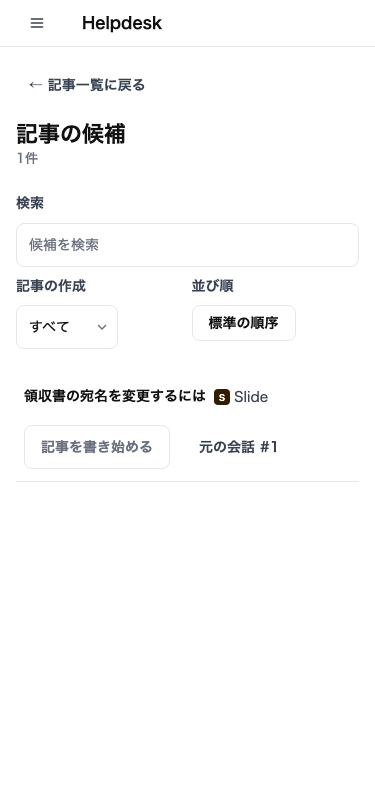 Helpdesk
← 記事一覧に戻る
記事の候補
1件
検索
候補を検索
記事の作成
並び順
すべて
標準の順序
領収書の宛名を変更するには S Slide
記事を書き始める
元の会話 #1